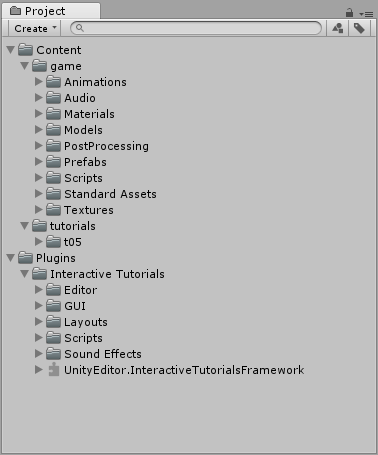 Project
Create
Content
game
Animations
Audio
Materials
Models
PostProcessing
Prefabs
Scripts
Standard Assets
Textures
tutorials
t05
Plugins
Interactive Tutorials
Editor
GUI
Layouts
Scripts
Sound Effects
UnityEditor.InteractiveTutorialsFramework